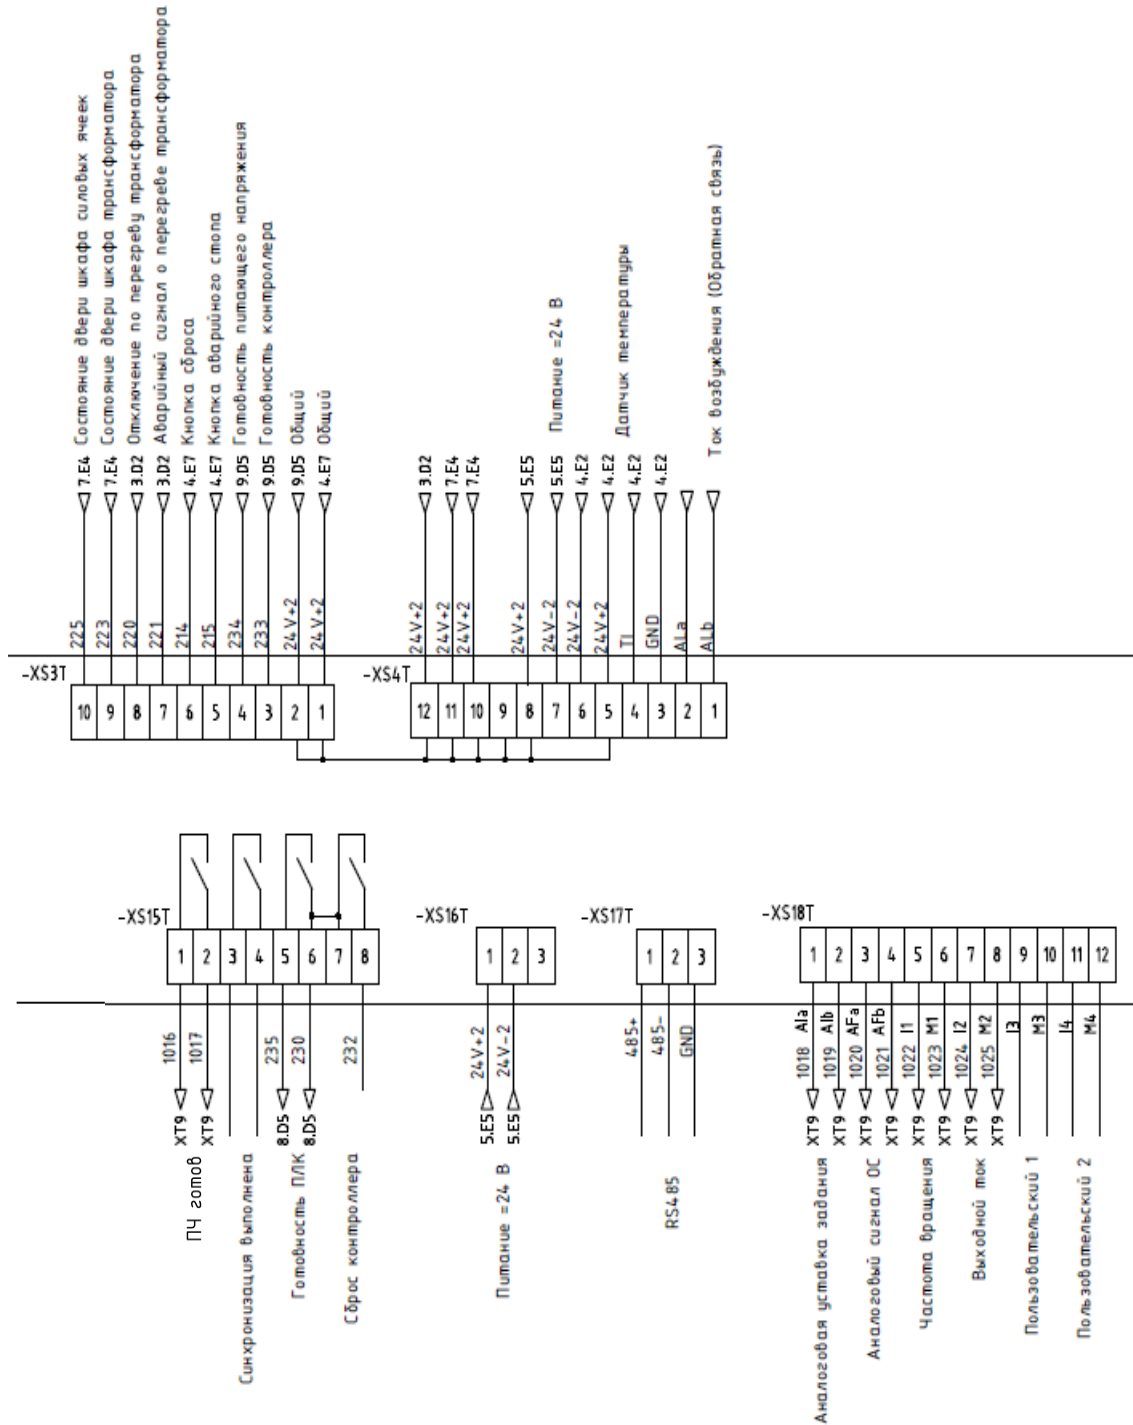 7.E4 Состояние двери шкафа силовых ячеек
7.E4 Состояние двери шкафа трансформатора
3.D2 Отключение по перегреву трансформатора
3.D2 Аварийный сигнал о перегреве трансформатора
4.E7 Кнопка сброса
4.E7 Кнопка аварийного стопа
9.D5 Готовность питающего напряжения
9.D5 Готовность контроллера
9.D5 Общий
4.E7 Общий
3.D2
7.E4
7.E4
5.E5
5.E5 Питание =24 В
4.E2
4.E2
4.E2 Датчик температуры
4.E2
Ток возбуждения (Обратная связь)
225
223
220
221
214
215
234
233
24V+2
24V+2
24V+2
24V+2
24V+2
24V+2
24V-2
24V-2
24V+2
TI
GND
ALa
ALb
-XS3T
10 9 8 7 6 5 4 3 2 1
-XS4T
12 11 10 9 8 7 6 5 4 3 2 1
-XS15T
1 2 3 4 5 6 7 8
-XS16T
1 2 3
-XS17T
1 2 3
-XS18T
1 2 3 4 5 6 7 8 9 10 11 12
1016
1017
235
230
232
XT9
XT9
8.D5
8.D5
ПЧ готов
Синхронизация выполнена
Готовность ПЛК
Сброс контроллера
24V+2
24V-2
5.E5
5.E5
Питание =24 В
485+
485-
GND
RS485
1018 AIa
1019 AIb
1020 AFa
1021 AFb
1022 I1
1023 M1
1024 I2
1025 M2
I3
M3
I4
M4
XT9
XT9
XT9
XT9
XT9
XT9
XT9
XT9
Аналоговая уставка задания
Аналоговый сигнал ОС
Частота вращения
Выходной ток
Пользовательский 1
Пользовательский 2